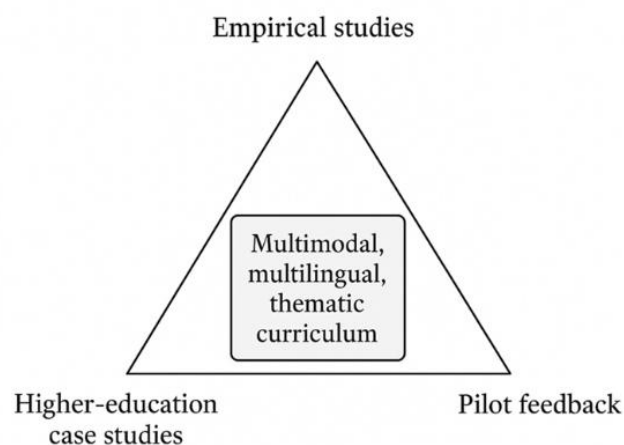 Empirical studies
Multimodal,
multilingual,
thematic
curriculum
Higher-education
case studies
Pilot feedback